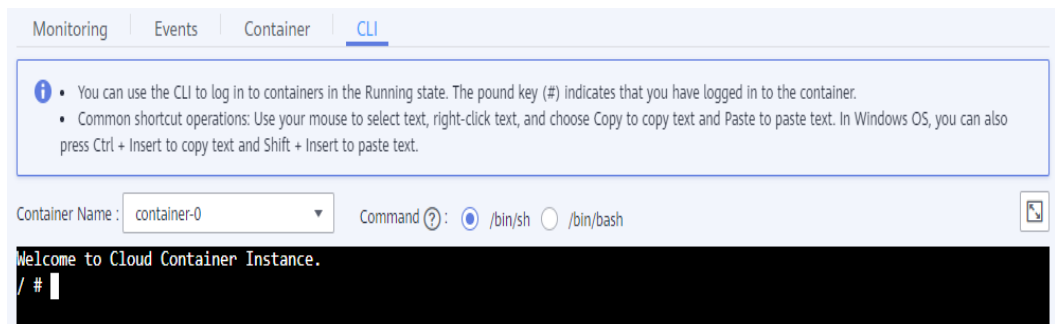 Monitoring Events Container CLI
• You can use the CLI to log in to containers in the Running state. The pound key (#) indicates that you have logged in to the container.
• Common shortcut operations: Use your mouse to select text, right-click text, and choose Copy to copy text and Paste to paste text. In Windows OS, you can also
press Ctrl + Insert to copy text and Shift + Insert to paste text.
Container Name : container-0 Command ? : /bin/sh /bin/bash
Welcome to Cloud Container Instance.
/ #